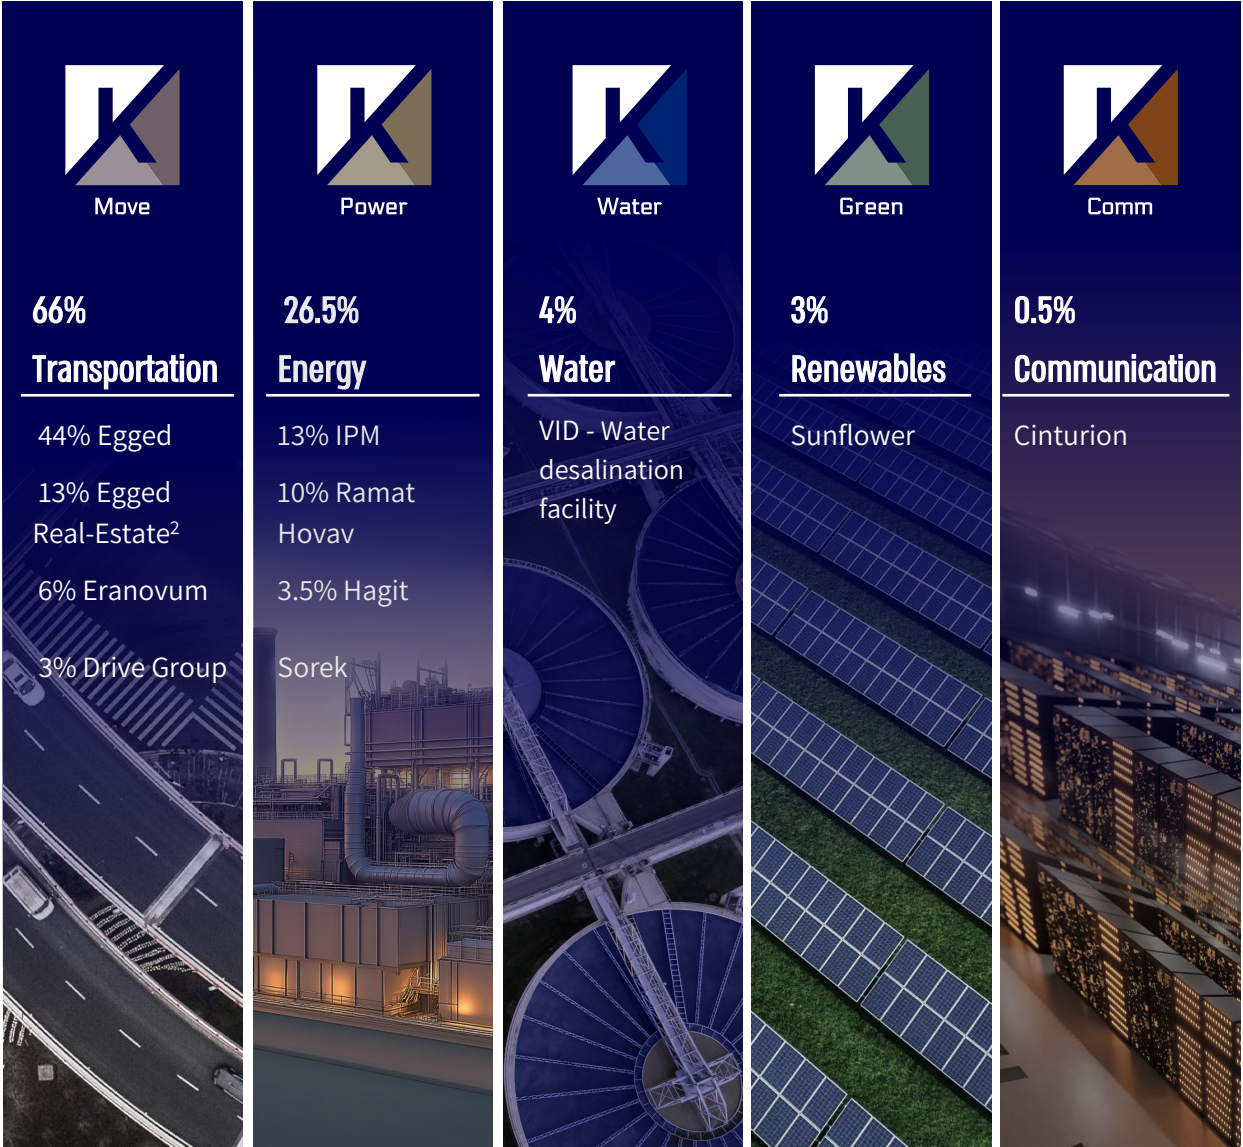 K
Move
66%
Transportation
44% Egged
13% Egged
Real-Estate²
6% Eranovum
3% Drive Group
K
Power
26.5%
Energy
13% IPM
10% Ramat
Hovav
3.5% Hagit
Sorek
K
Water
4%
Water
VID - Water
desalination
facility
K
Green
3%
Renewables
Sunflower
K
Comm
0.5%
Communication
Cinturion